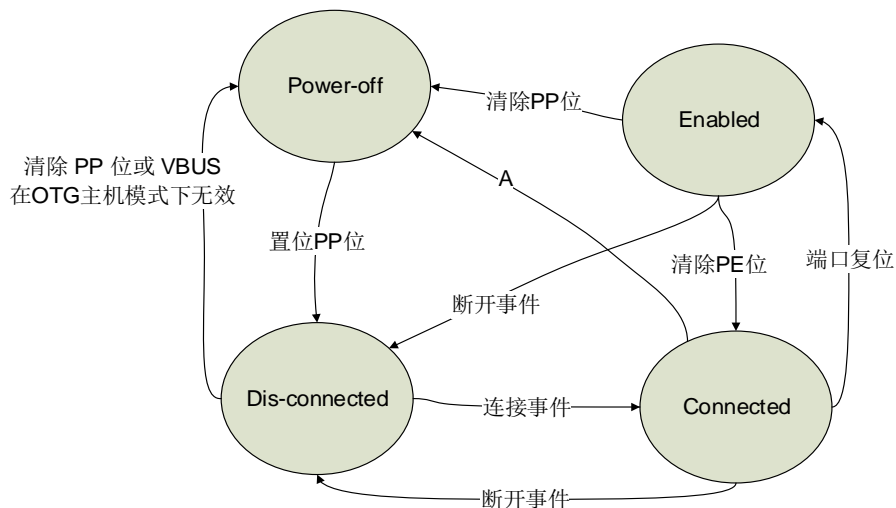 Power-off
Enabled
清除PP位
清除 PP 位或 VBUS
在OTG主机模式下无效
A
置位PP位
清除PE位
端口复位
断开事件
Dis-connected
连接事件
Connected
断开事件